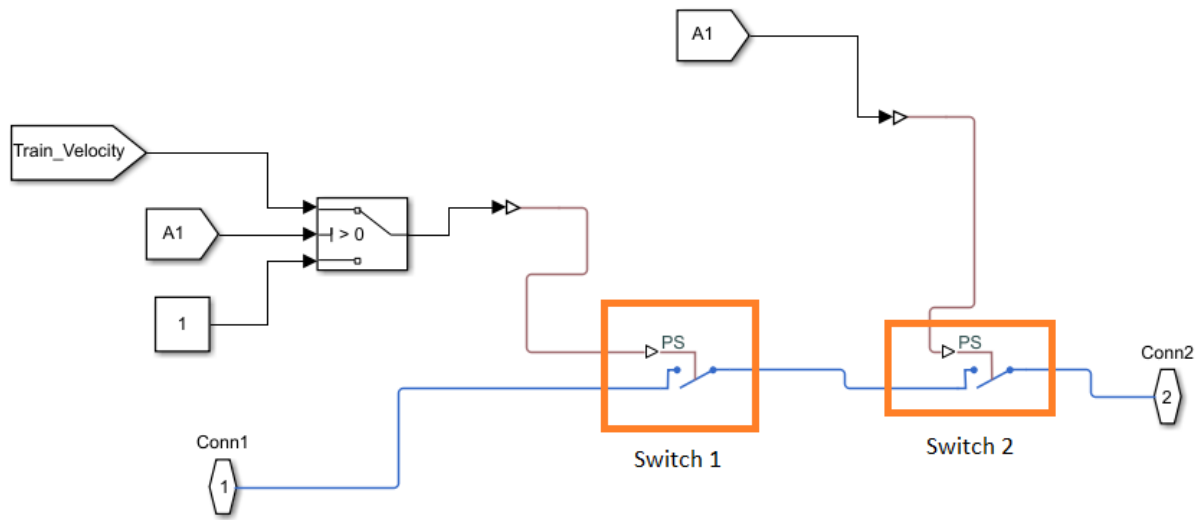 A1
Train_Velocity
A1
> 0
1
PS
PS
Conn2
2
Switch 1
Switch 2
Conn1
1